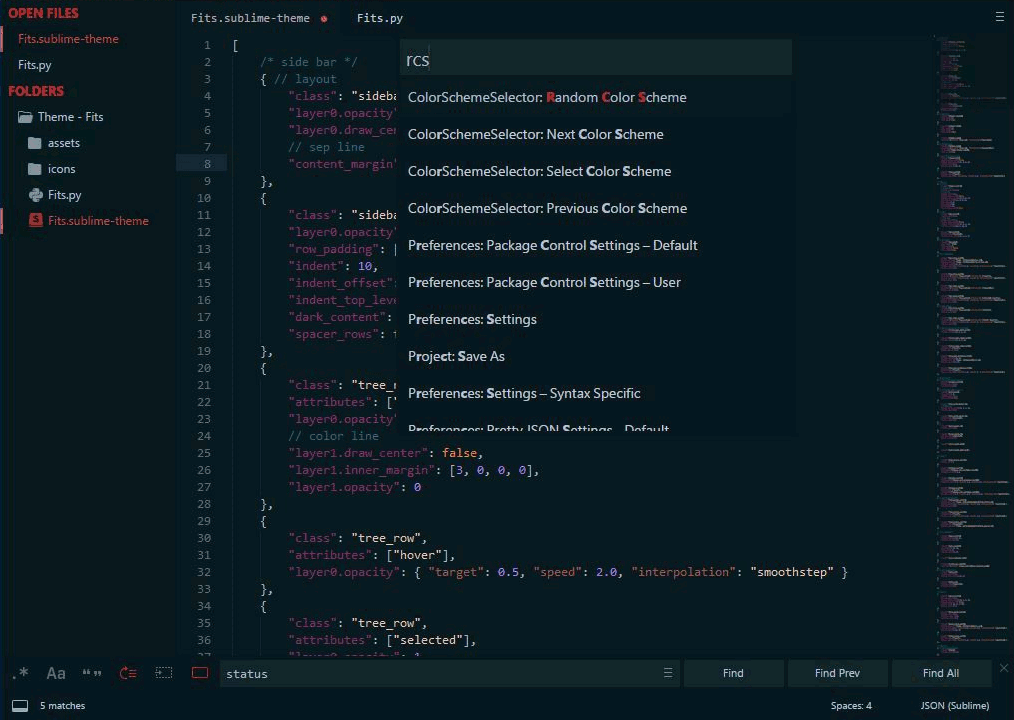 OPEN FILES
Fits.sublime-theme
Fits.py
FOLDERS
Theme - Fits
assets
icons
Fits.py
Fits.sublime-theme
Fits.sublime-theme
Fits.py
rcs
ColorSchemeSelector: Random Color Scheme
ColorSchemeSelector: Next Color Scheme
ColorSchemeSelector: Select Color Scheme
ColorSchemeSelector: Previous Color Scheme
Preferences: Package Control Settings – Default
Preferences: Package Control Settings – User
Preferences: Settings
Project: Save As
Preferences: Settings – Syntax Specific
Preferences: Pretty JSON Settings – Default
1 [
2 /* side bar */
3 { // layout
4 "class": "sideba
5 "layer0.opacity"
6 "layer0.draw_cen
7 // sep line
8 "content_margin"
9 },
10 {
11 "class": "sideba
12 "layer0.opacity"
13 "row_padding": [
14 "indent": 10,
15 "indent_offset":
16 "indent_top_leve
17 "dark_content":
18 "spacer_rows": t
19 },
20 {
21 "class": "tree_r
22 "attributes": ["
23 "layer0.opacity"
24 // color line
25 "layer1.draw_center": false,
26 "layer1.inner_margin": [3, 0, 0, 0],
27 "layer1.opacity": 0
28 },
29 {
30 "class": "tree_row",
31 "attributes": ["hover"],
32 "layer0.opacity": { "target": 0.5, "speed": 2.0, "interpolation": "smoothstep" }
33 },
34 {
35 "class": "tree_row",
36 "attributes": ["selected"],
37 "layer0.opacity": 1
.* Aa “” status Find Find Prev Find All
5 matches Spaces: 4 JSON (Sublime)